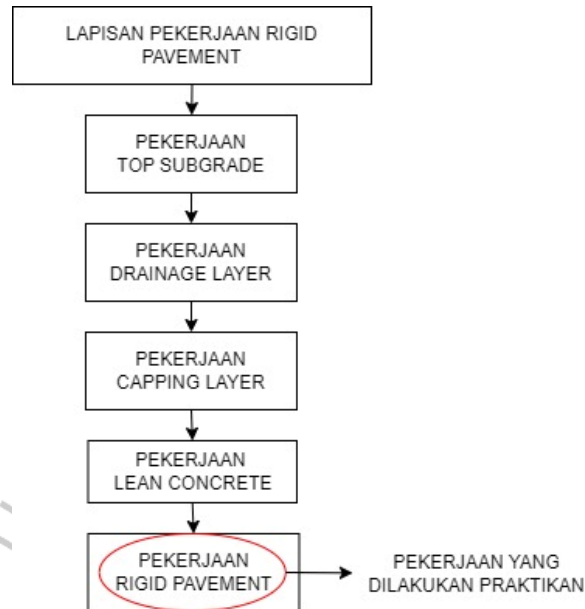 LAPISAN PEKERJAAN RIGID
PAVEMENT
PEKERJAAN
TOP SUBGRADE
PEKERJAAN
DRAINAGE LAYER
PEKERJAAN
CAPPING LAYER
PEKERJAAN
LEAN CONCRETE
PEKERJAAN
RIGID PAVEMENT
PEKERJAAN YANG
DILAKUKAN PRAKTIKAN